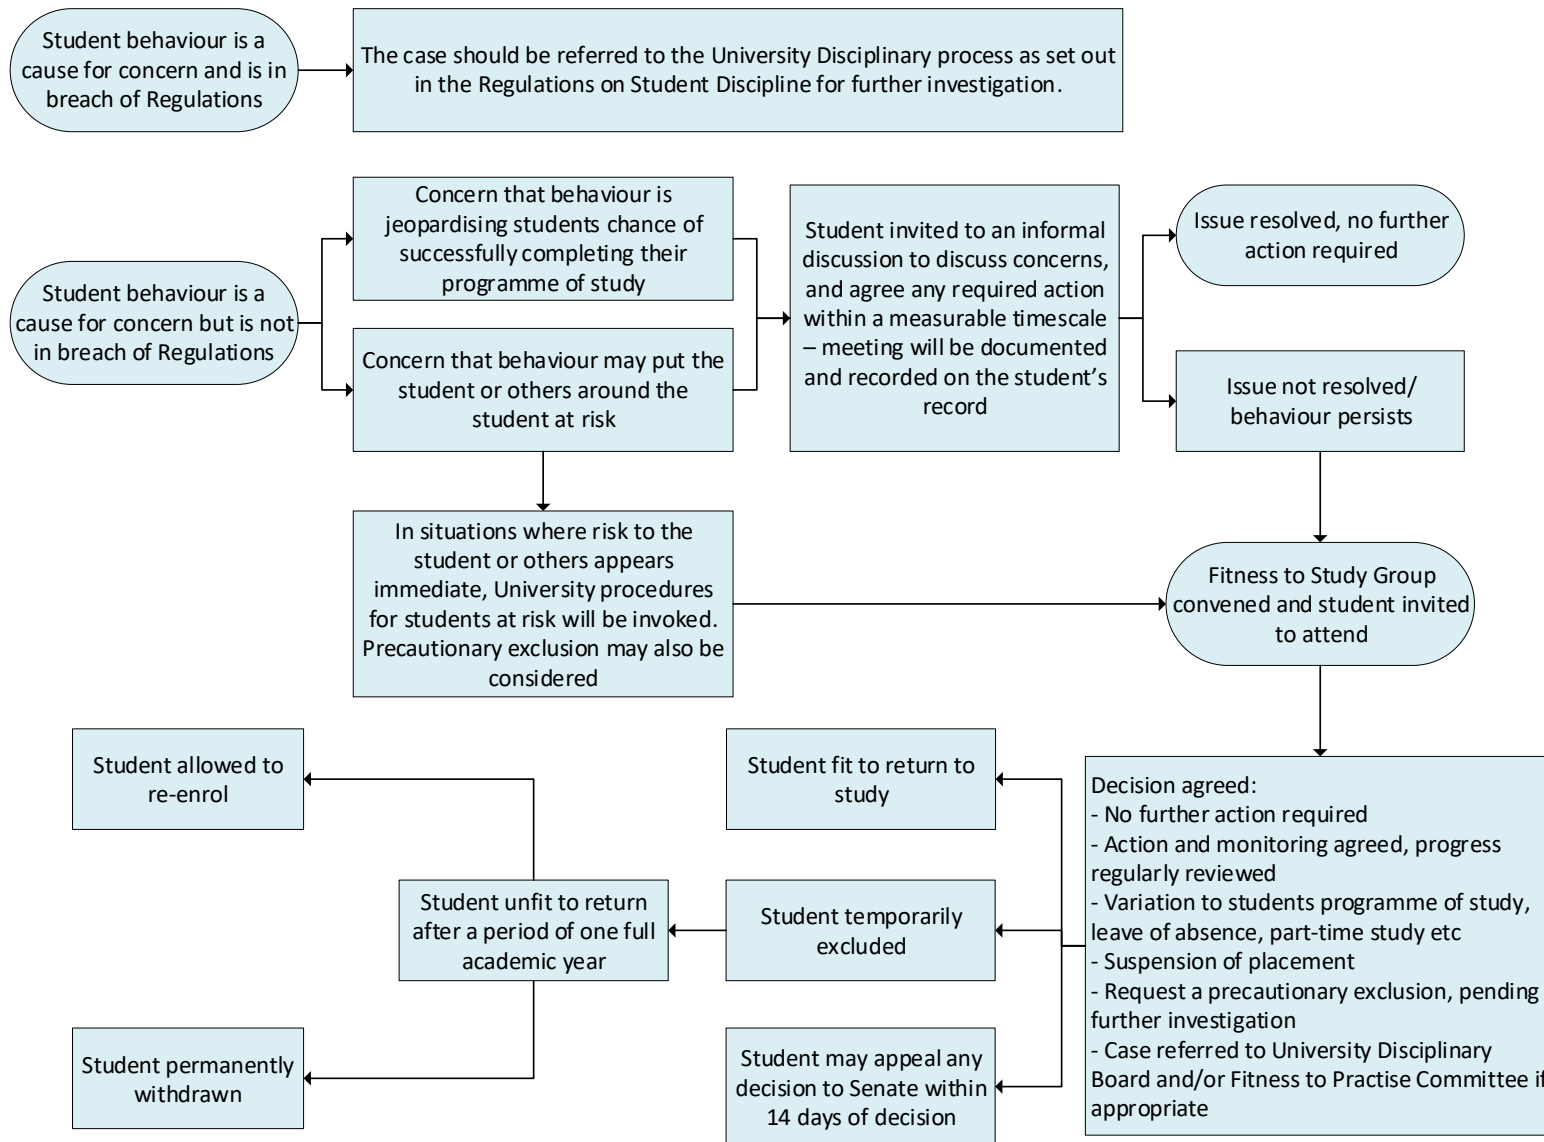 Student behaviour is a
cause for concern and is in
breach of Regulations
The case should be referred to the University Disciplinary process as set out
in the Regulations on Student Discipline for further investigation.
Student behaviour is a
cause for concern but is not
in breach of Regulations
Concern that behaviour is
jeopardising students chance of
successfully completing their
programme of study
Concern that behaviour may put the
student or others around the
student at risk
Student invited to an informal
discussion to discuss concerns,
and agree any required action
within a measurable timescale
– meeting will be documented
and recorded on the student’s
record
Issue resolved, no further
action required
Issue not resolved/
behaviour persists
In situations where risk to the
student or others appears
immediate, University procedures
for students at risk will be invoked.
Precautionary exclusion may also be
considered
Fitness to Study Group
convened and student invited
to attend
Decision agreed:
- No further action required
- Action and monitoring agreed, progress
regularly reviewed
- Variation to students programme of study,
leave of absence, part-time study etc
- Suspension of placement
- Request a precautionary exclusion, pending
further investigation
- Case referred to University Disciplinary
Board and/or Fitness to Practise Committee if
appropriate
Student fit to return to
study
Student temporarily
excluded
Student may appeal any
decision to Senate within
14 days of decision
Student unfit to return
after a period of one full
academic year
Student allowed to
re-enrol
Student permanently
withdrawn